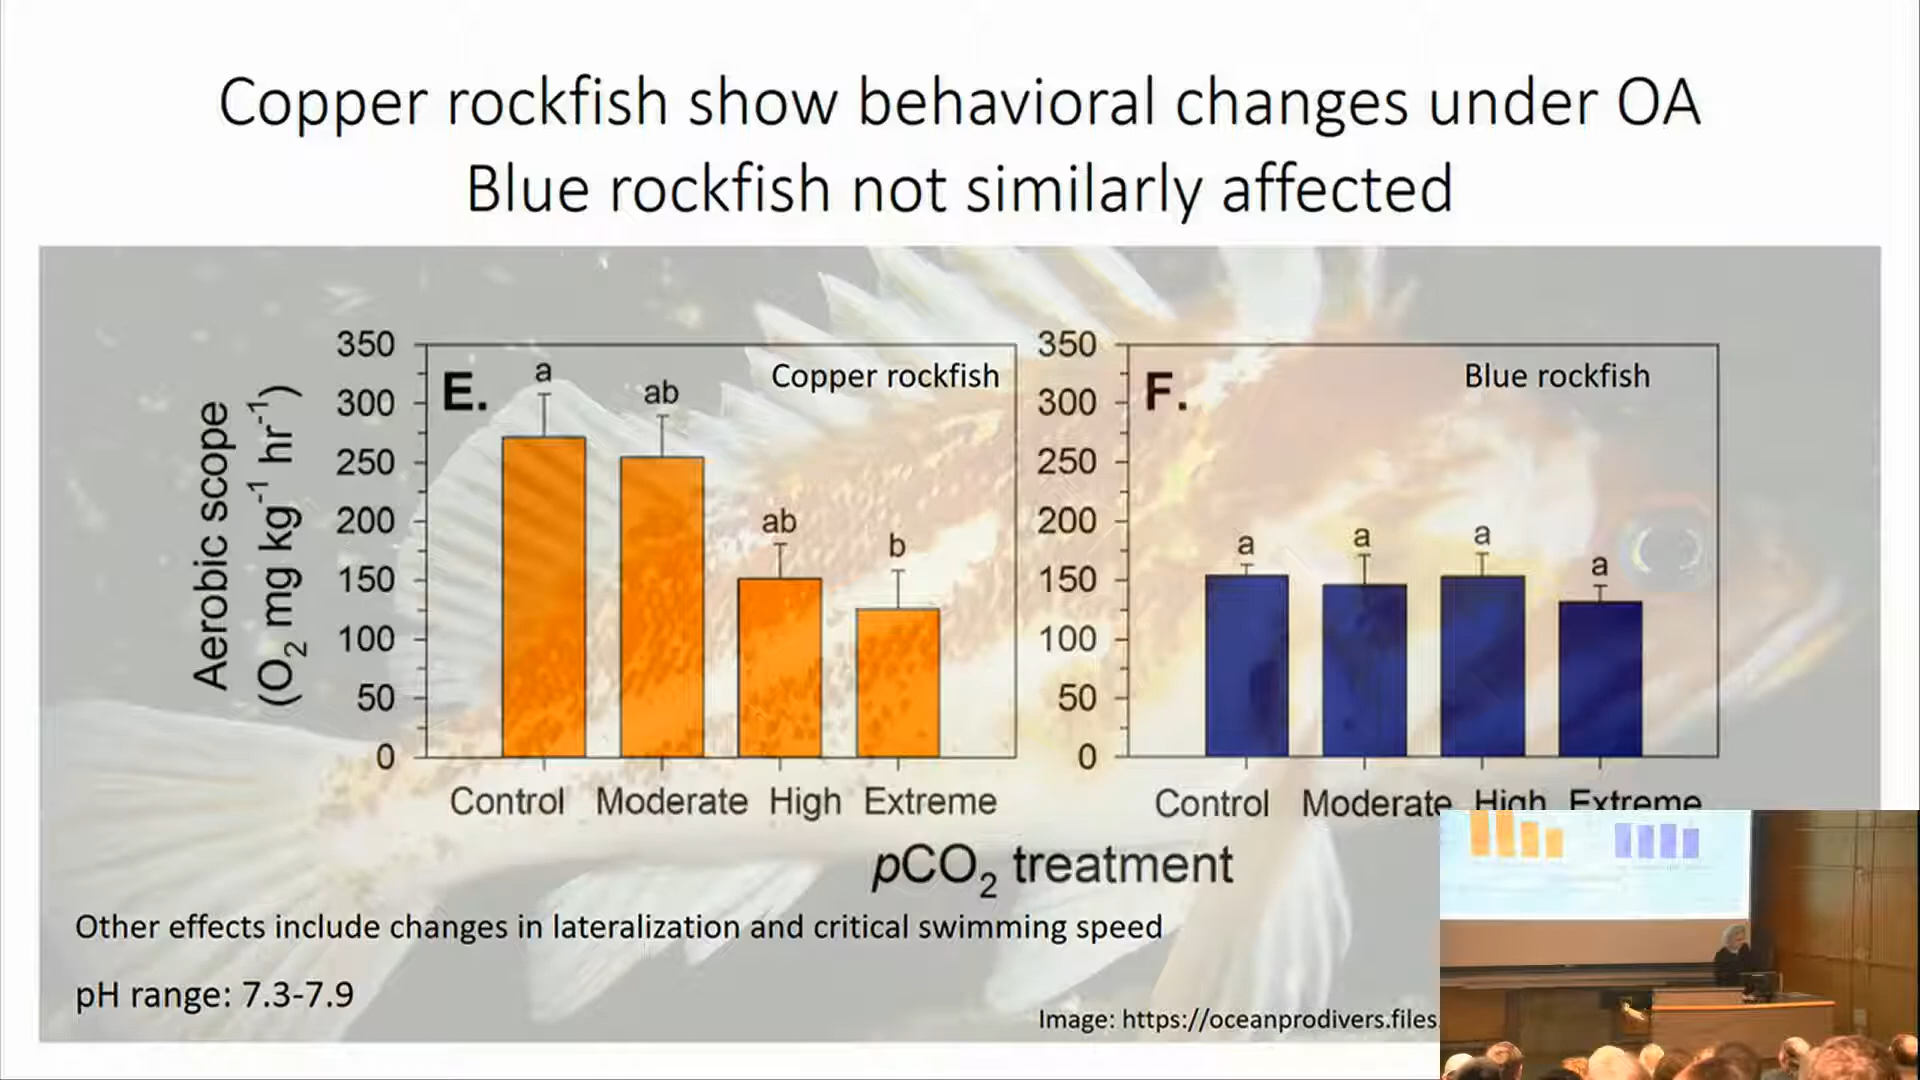 Copper rockfish show behavioral changes under OA
Blue rockfish not similarly affected
Aerobic scope
(O₂ mg kg⁻¹ hr⁻¹)
350
300
250
200
150
100
50
0
E.
Copper rockfish
a
ab
ab
b
Control Moderate High Extreme
350
300
250
200
150
100
50
0
F.
Blue rockfish
a
a
a
a
Control Moderate High Extreme
pCO₂ treatment
Other effects include changes in lateralization and critical swimming speed
pH range: 7.3-7.9
Image: https://oceanprodivers.files.